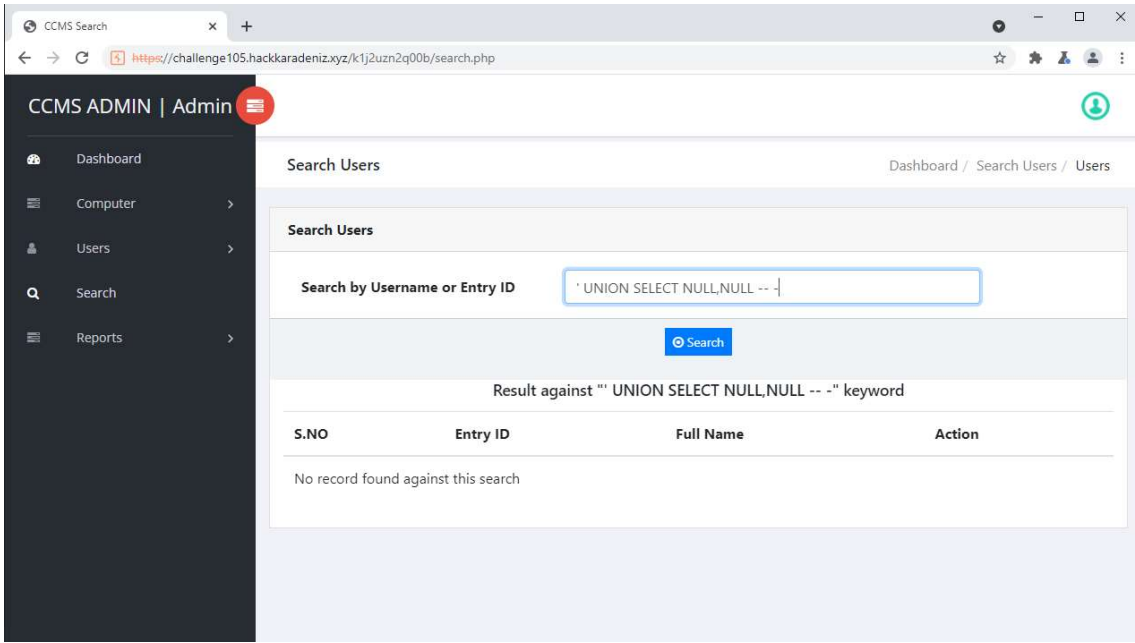 CCMS Search
https://challenge105.hackkaradeniz.xyz/k1j2uzn2q00b/search.php
CCMS ADMIN | Admin
Dashboard
Computer
Users
Search
Reports
Search Users
Dashboard / Search Users / Users
Search Users
Search by Username or Entry ID
' UNION SELECT NULL,NULL -- -
Search
Result against "' UNION SELECT NULL,NULL -- -" keyword
S.NO Entry ID Full Name Action
No record found against this search